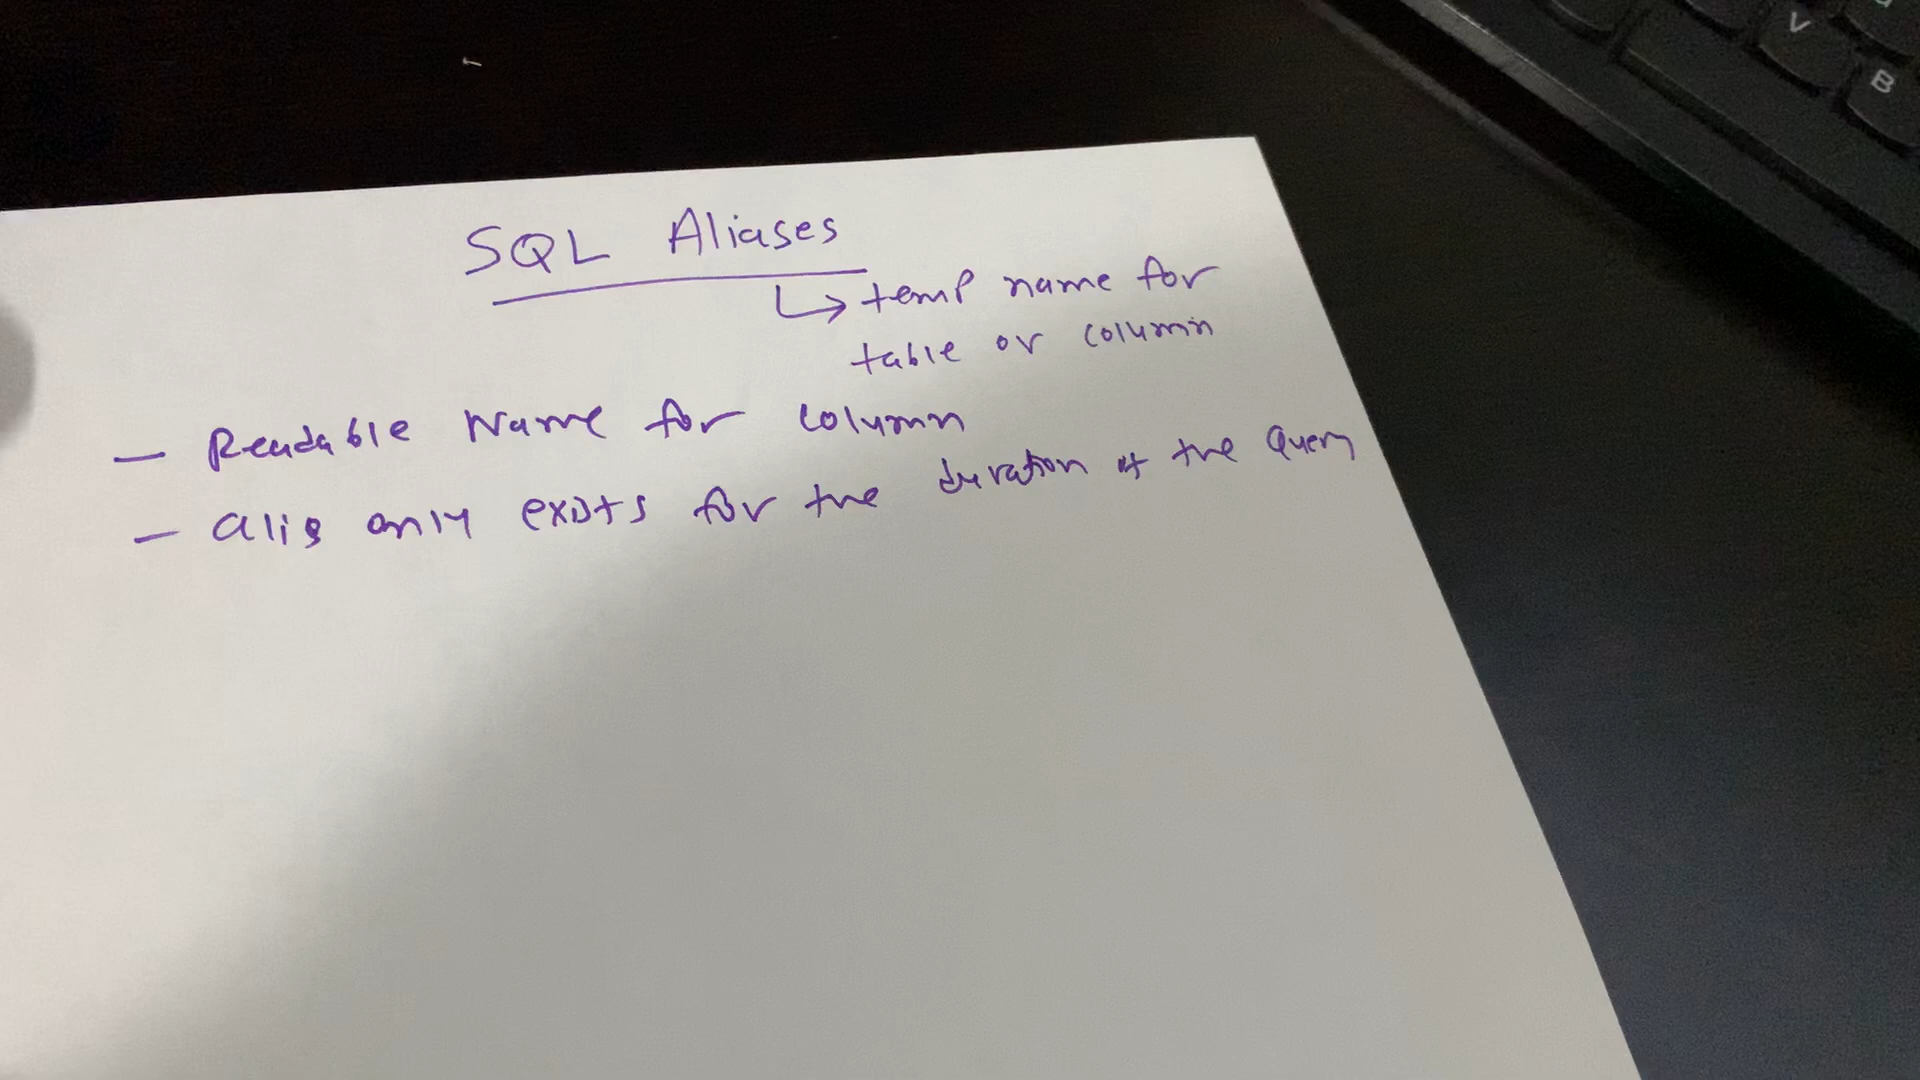 SQL Aliases
↳ temp name for
table or column
- Readable Name for column
- alis only exists for the duration of the Query
V
B